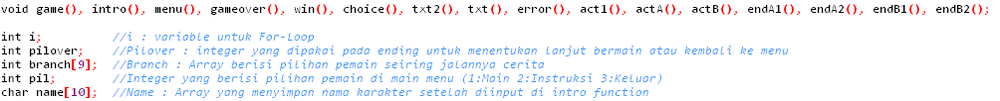 void game(), intro(), menu(), gameover(), win(), choice(), txt2(), txt(), error(), act1(), actA(), actB(), endA1(), endA2(), endB1(), endB2();
int i; //i : variable untuk For-Loop
int pilover; //Pilover : integer yang dipakai pada ending untuk menentukan lanjut bermain atau kembali ke menu
int branch[9]; //Branch : Array berisi pilihan pemain seiring jalannya cerita
int pil; //Integer yang berisi pilihan pemain di main menu (1:Main 2:Instruksi 3:Keluar)
char name[10]; //Name : Array yang menyimpan nama karakter setelah diinput di intro function